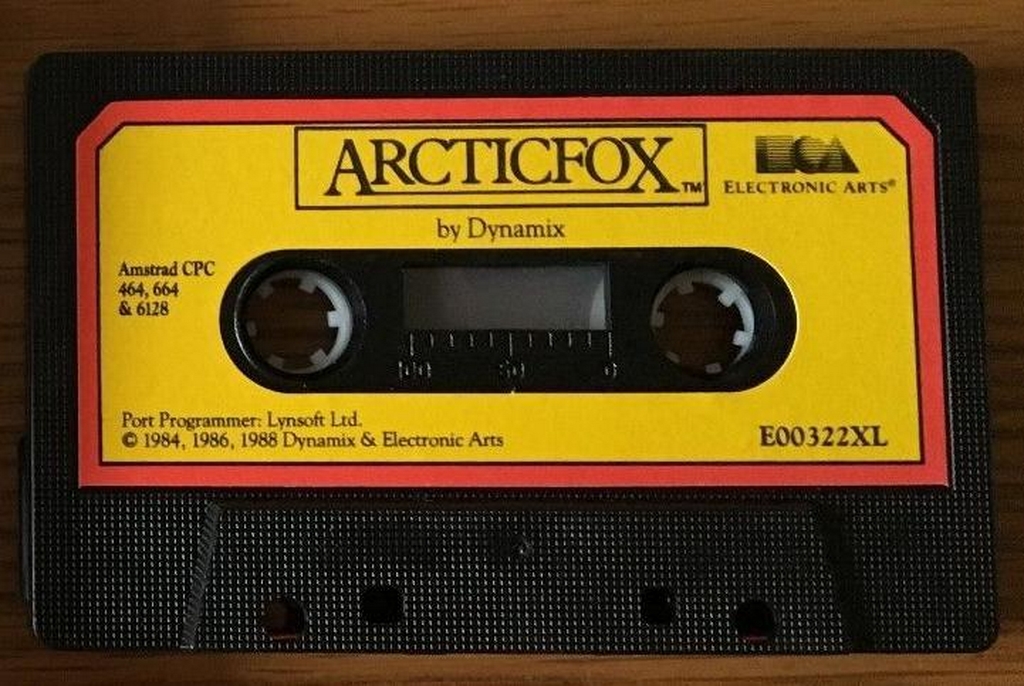 ARCTICFOX™
ECA
ELECTRONIC ARTS®
by Dynamix
Amstrad CPC
464, 664
& 6128
100 50 0
Port Programmer: Lynsoft Ltd.
© 1984, 1986, 1988 Dynamix & Electronic Arts
E00322XL